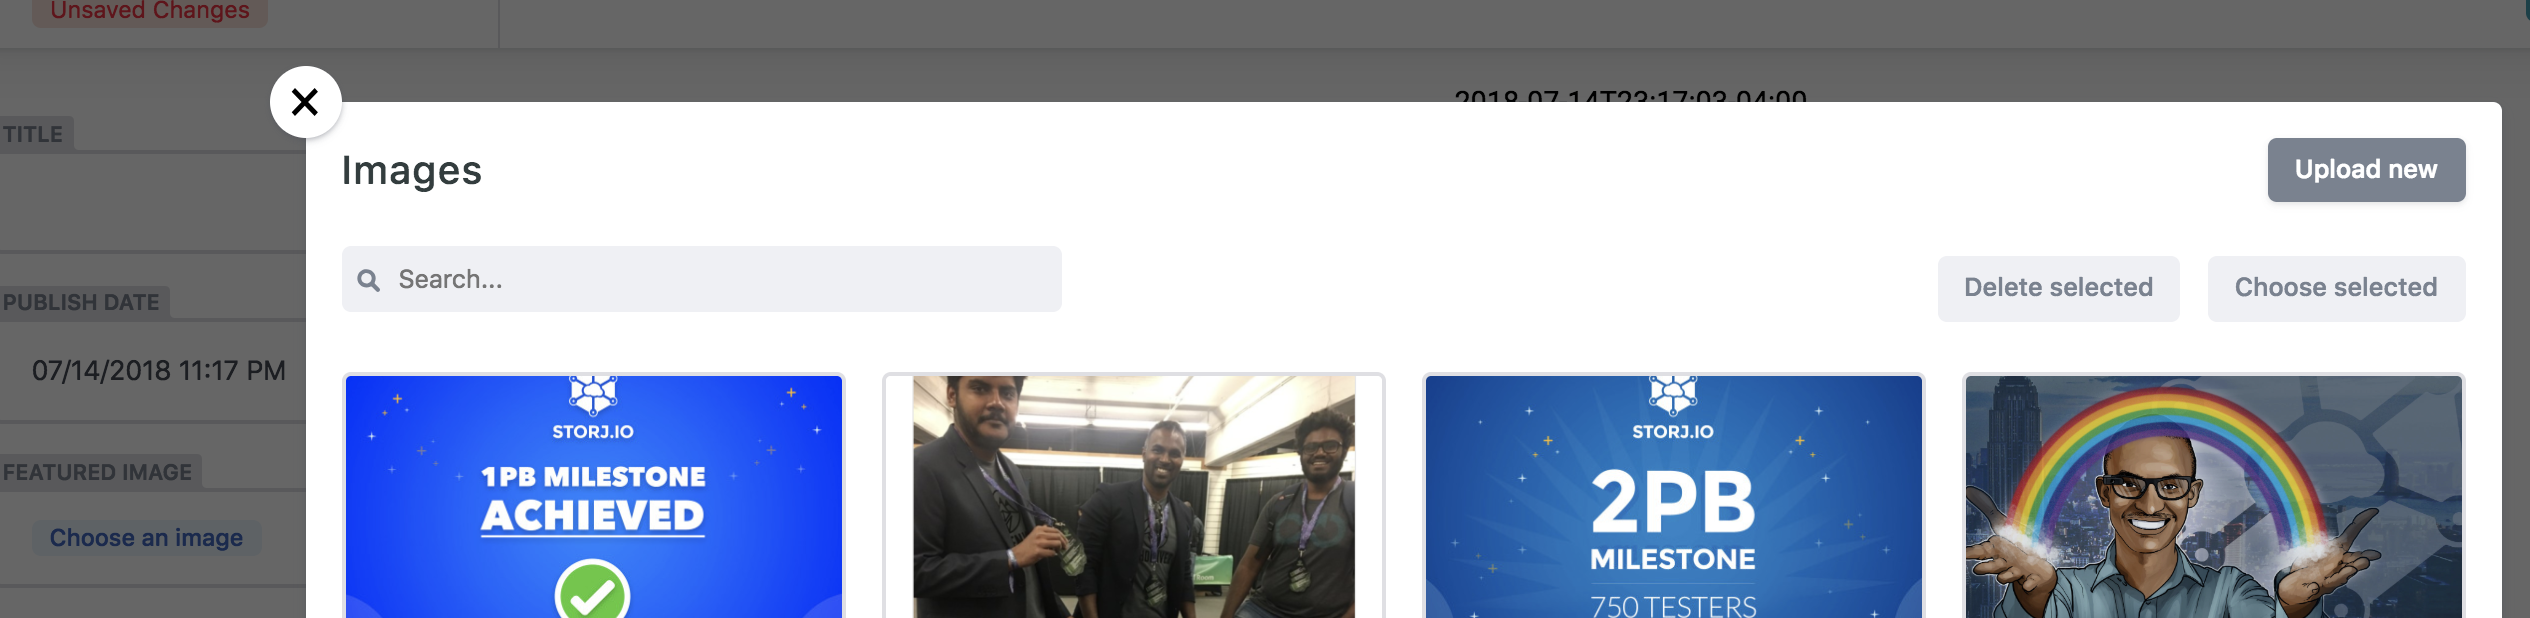 Unsaved Changes
2018-07-14T23:17:03-04:00
TITLE
Images
Upload new
Search...
Delete selected
Choose selected
PUBLISH DATE
07/14/2018 11:17 PM
FEATURED IMAGE
Choose an image
STORJ.IO
1PB MILESTONE
ACHIEVED
STORJ.IO
2PB
MILESTONE
750 TESTERS